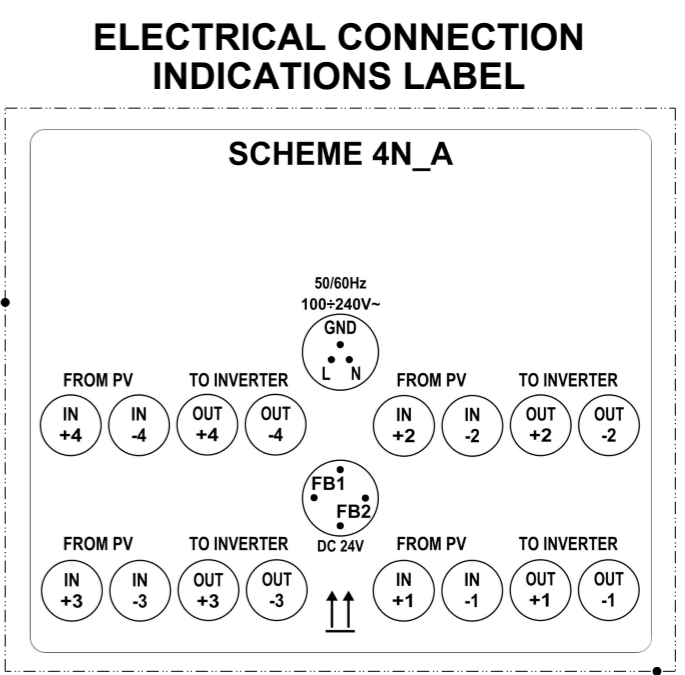 ELECTRICAL CONNECTION
INDICATIONS LABEL
SCHEME 4N_A
50/60Hz
100÷240V~
GND
L N
FROM PV TO INVERTER FROM PV TO INVERTER
IN IN OUT OUT IN IN OUT OUT
+4 -4 +4 -4 +2 -2 +2 -2
FB1
FB2
DC 24V
FROM PV TO INVERTER FROM PV TO INVERTER
IN IN OUT OUT IN IN OUT OUT
+3 -3 +3 -3 +1 -1 +1 -1